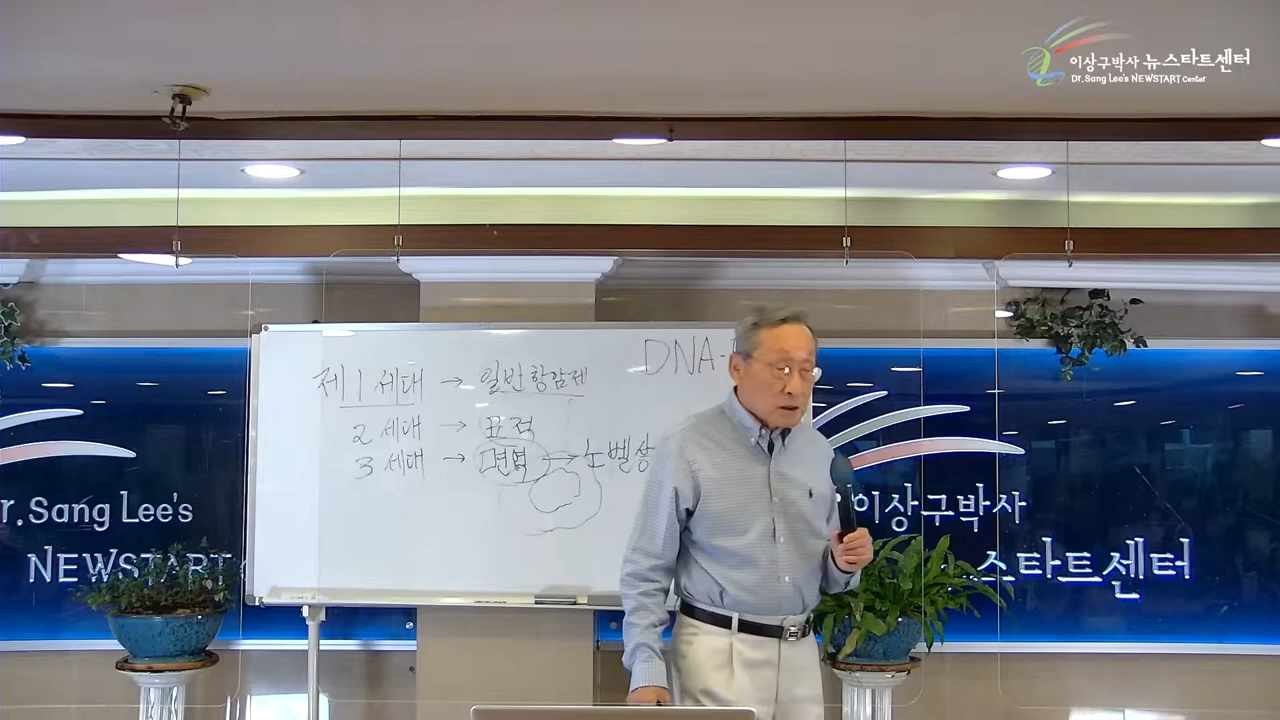 이상구박사 뉴스타트센터
Dr. Sang Lee's NEWSTART Center
DNA-
제 1 세대 → 일반항암제
2 세대 → 표적
3 세대 → 면역 → 노벨상
r. Sang Lee's
NEWSTART
이상구박사
스타트센터